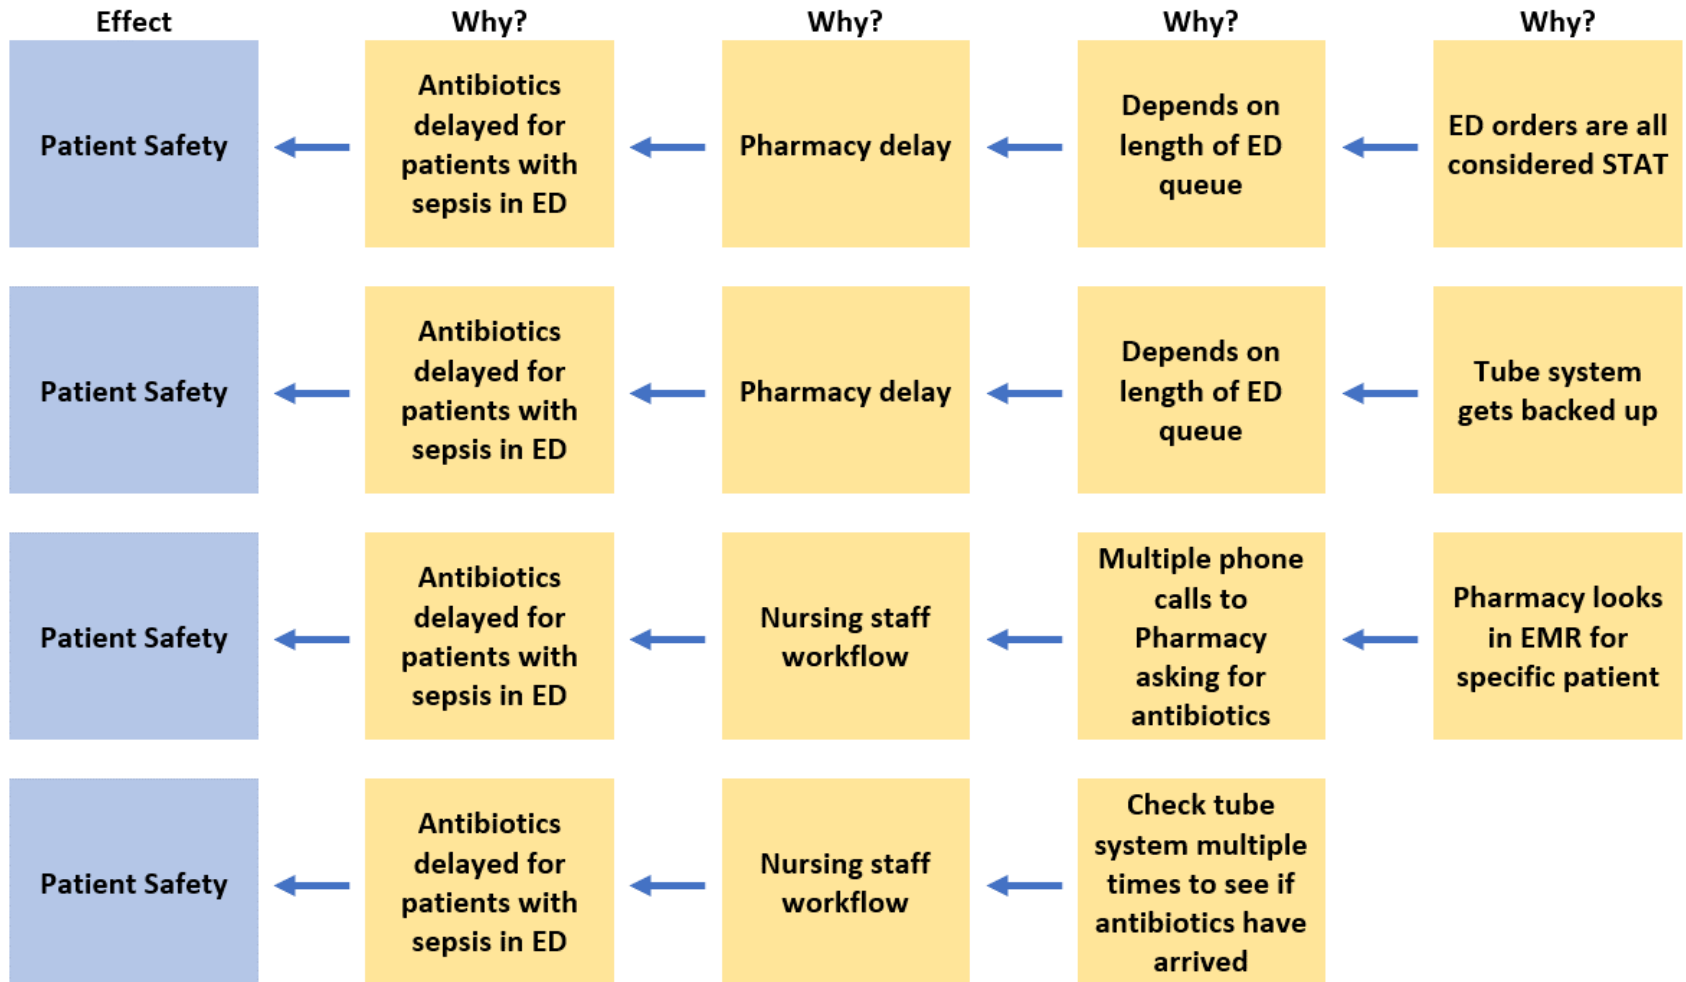 Effect
Why?
Why?
Why?
Why?
Patient Safety
Antibiotics
delayed for
patients with
sepsis in ED
Pharmacy delay
Depends on
length of ED
queue
ED orders are all
considered STAT
Patient Safety
Antibiotics
delayed for
patients with
sepsis in ED
Pharmacy delay
Depends on
length of ED
queue
Tube system
gets backed up
Patient Safety
Antibiotics
delayed for
patients with
sepsis in ED
Nursing staff
workflow
Multiple phone
calls to
Pharmacy
asking for
antibiotics
Pharmacy looks
in EMR for
specific patient
Patient Safety
Antibiotics
delayed for
patients with
sepsis in ED
Nursing staff
workflow
Check tube
system multiple
times to see if
antibiotics have
arrived